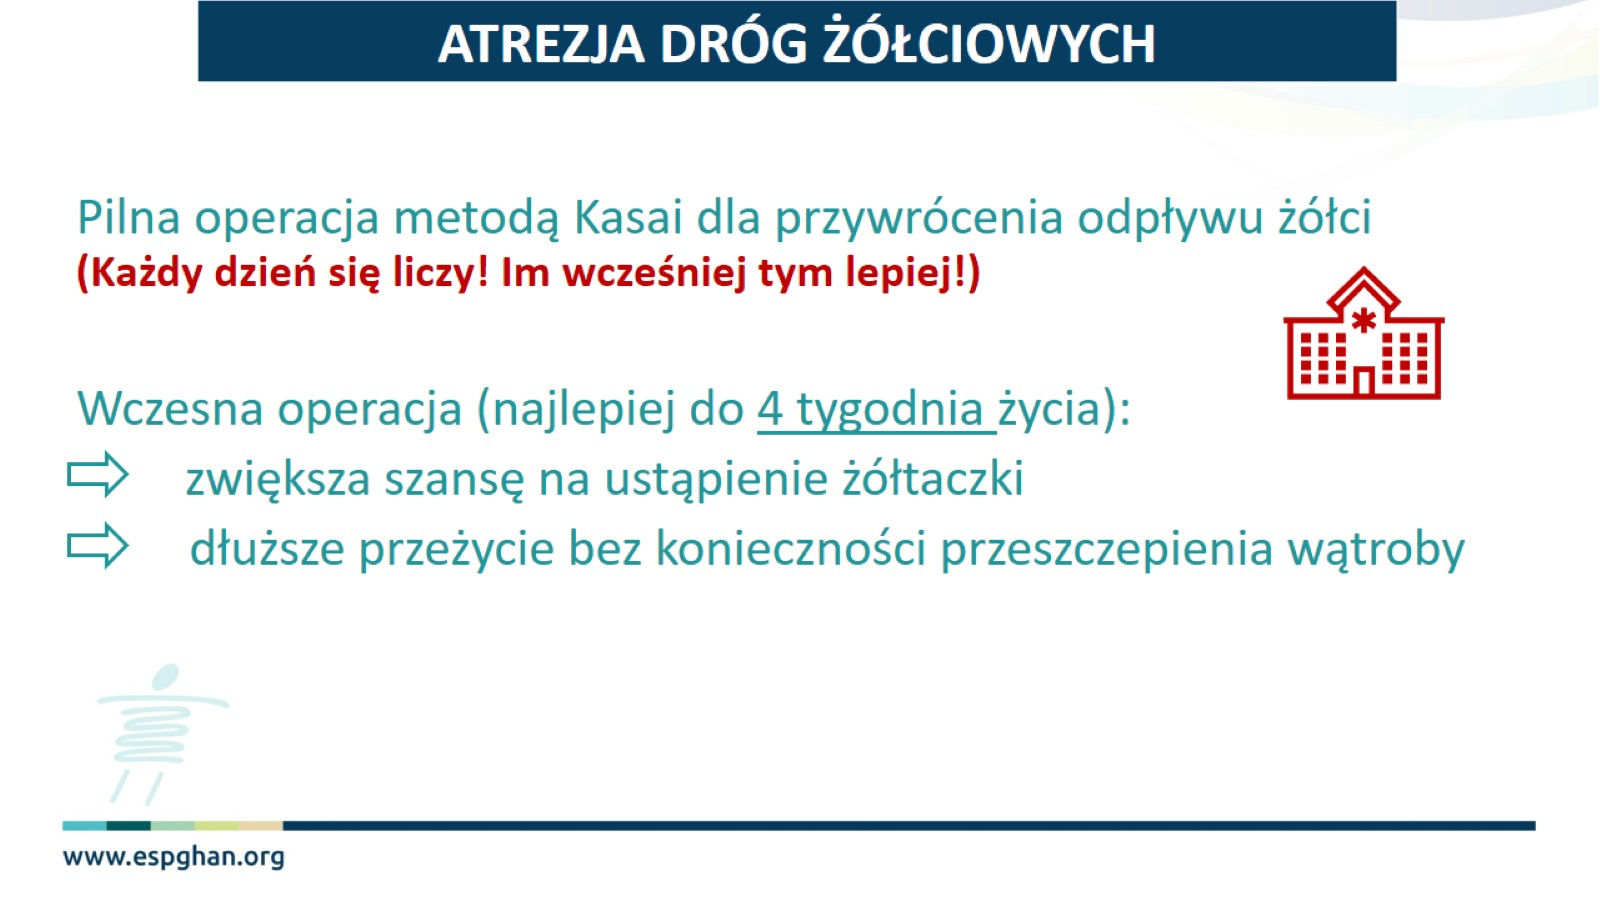 ATREZJA DRÓG ŻÓŁCIOWYCH
Pilna operacja metodą Kasai dla przywrócenia odpływu żółci
(Każdy dzień się liczy! Im wcześniej tym lepiej!)
Wczesna operacja (najlepiej do 4 tygodnia życia):
zwiększa szansę na ustąpienie żółtaczki
dłuższe przeżycie bez konieczności przeszczepienia wątroby
www.espghan.org